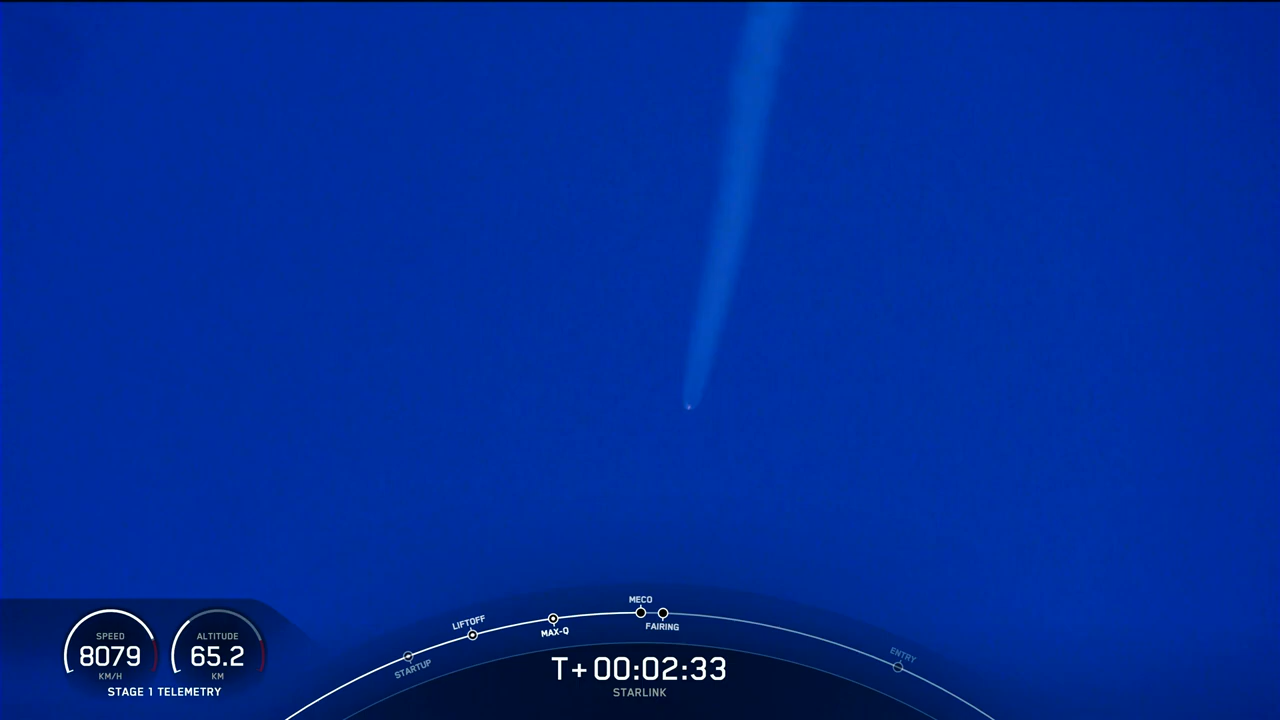 MECO
LIFTOFF
FAIRING
MAX-Q
STARTUP
ENTRY
SPEED
8079
KM/H
ALTITUDE
65.2
KM
STAGE 1 TELEMETRY
T+00:02:33
STARLINK